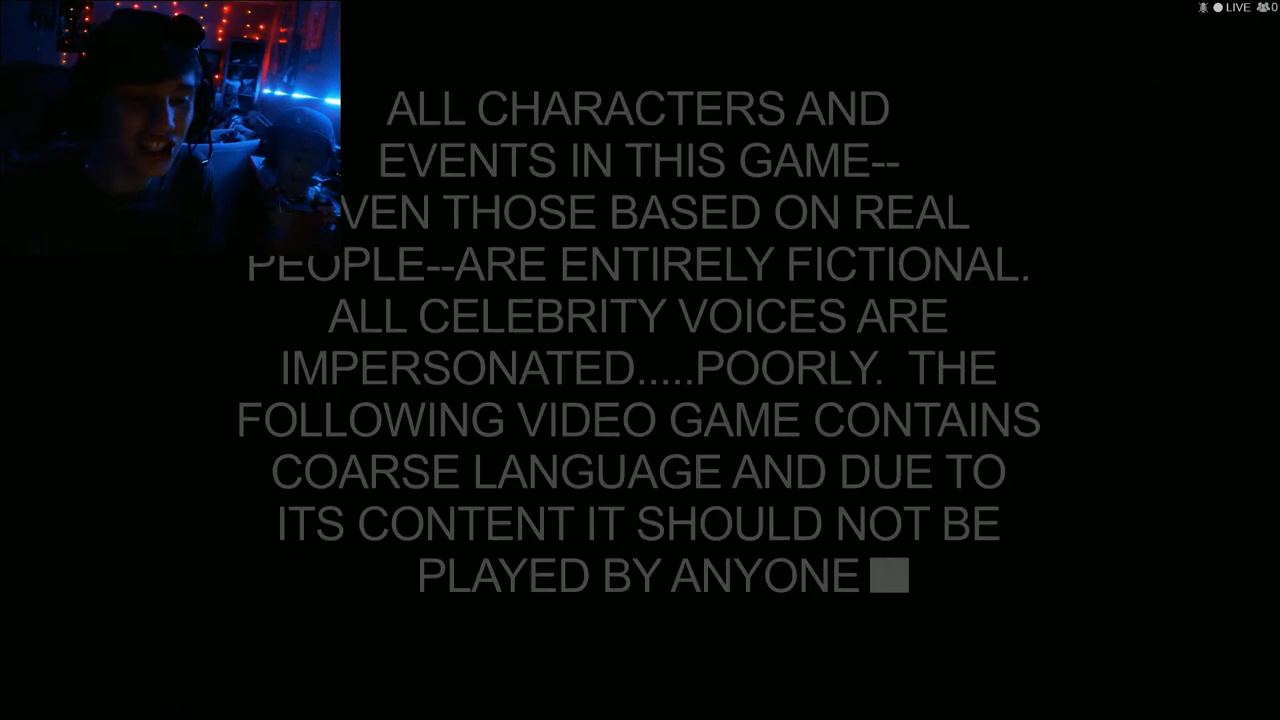 LIVE 0
ALL CHARACTERS AND
EVENTS IN THIS GAME--
VEN THOSE BASED ON REAL
PEOPLE--ARE ENTIRELY FICTIONAL.
ALL CELEBRITY VOICES ARE
IMPERSONATED.....POORLY. THE
FOLLOWING VIDEO GAME CONTAINS
COARSE LANGUAGE AND DUE TO
ITS CONTENT IT SHOULD NOT BE
PLAYED BY ANYONE